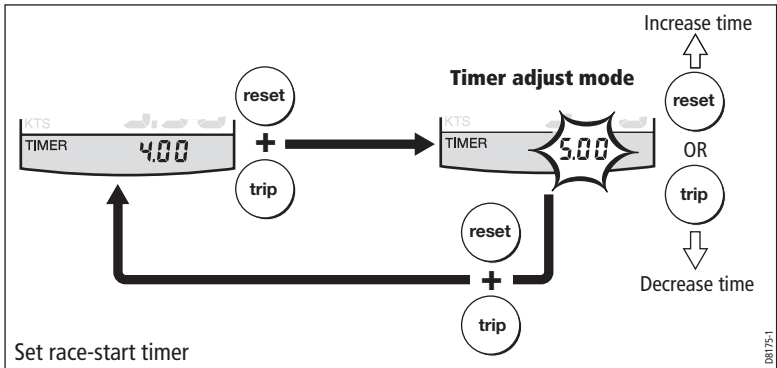 Increase time
Timer adjust mode
reset
KTS
TIMER 4.00
+
trip
KTS
TIMER 5.00
reset
OR
trip
Decrease time
reset
+
trip
Set race-start timer
D8175-1